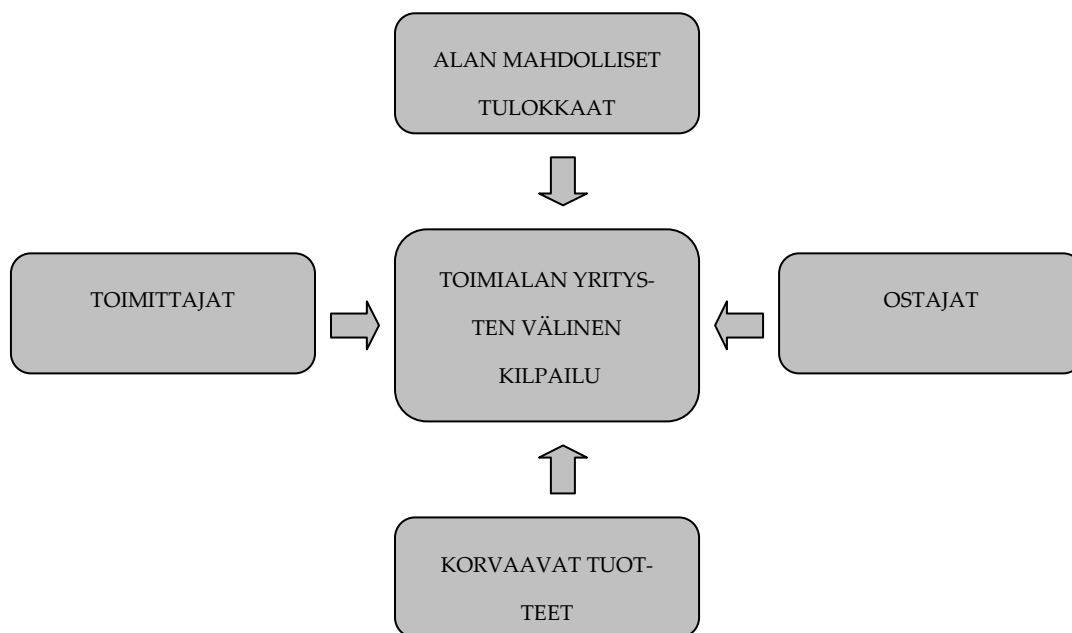 ALAN MAHDOLLISET
TULOKKAAT
TOIMITTAJAT
TOIMIALAN YRITYS-
TEN VÄLINEN
KILPAILU
OSTAJAT
KORVAAVAT TUOT-
TEET